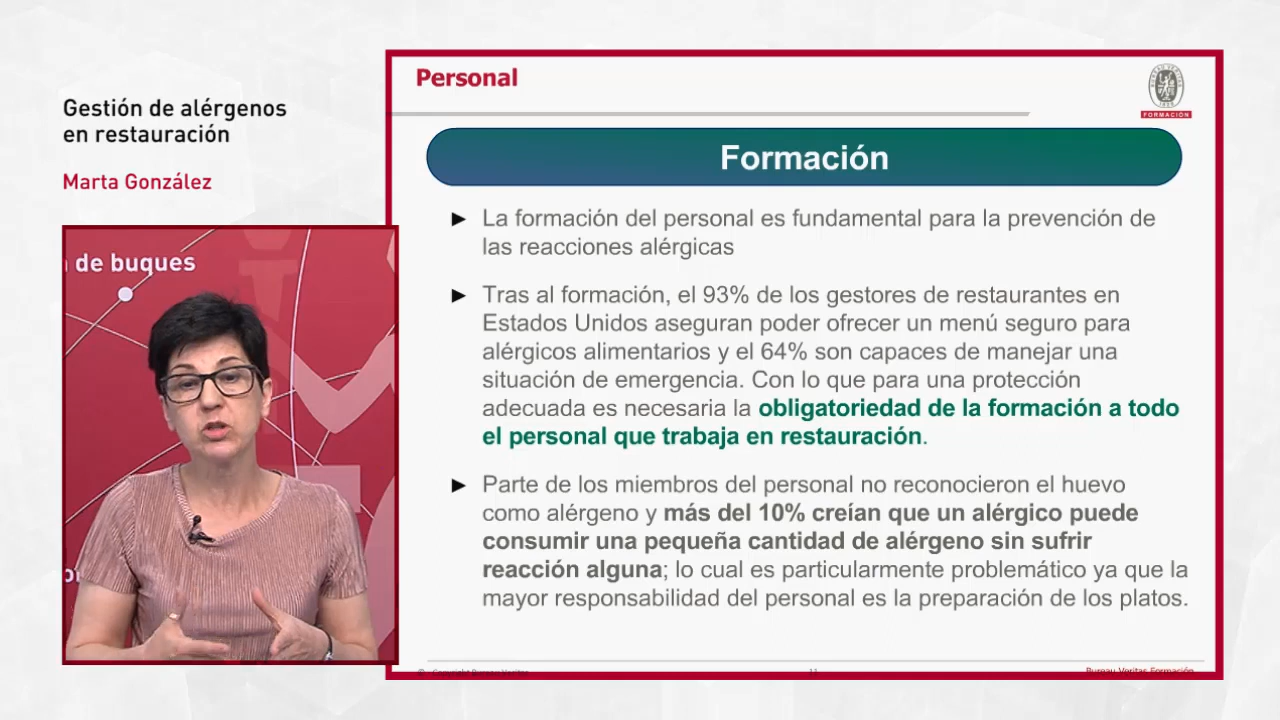 Gestión de alérgenos
en restauración
Marta González
de buques
Personal
FORMACIÓN
Formación
► La formación del personal es fundamental para la prevención de
las reacciones alérgicas
► Tras al formación, el 93% de los gestores de restaurantes en
Estados Unidos aseguran poder ofrecer un menú seguro para
alérgicos alimentarios y el 64% son capaces de manejar una
situación de emergencia. Con lo que para una protección
adecuada es necesaria la obligatoriedad de la formación a todo
el personal que trabaja en restauración.
► Parte de los miembros del personal no reconocieron el huevo
como alérgeno y más del 10% creían que un alérgico puede
consumir una pequeña cantidad de alérgeno sin sufrir
reacción alguna; lo cual es particularmente problemático ya que la
mayor responsabilidad del personal es la preparación de los platos.
© - Copyright Bureau Veritas
11
Bureau Veritas Formación